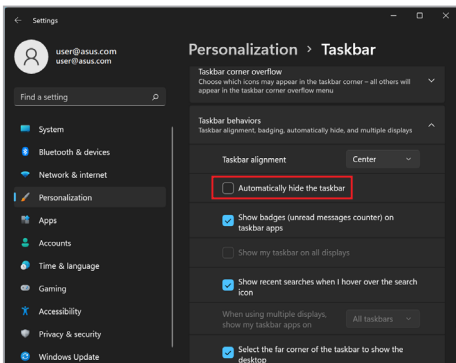 Settings
user@asus.com
user@asus.com
Find a setting
System
Bluetooth & devices
Network & internet
Personalization
Apps
Accounts
Time & language
Gaming
Accessibility
Privacy & security
Windows Update
Personalization > Taskbar
Taskbar corner overflow
Choose which icons may appear in the taskbar corner – all others will
appear in the taskbar corner overflow menu
Taskbar behaviors
Taskbar alignment, badging, automatically hide, and multiple displays
Taskbar alignment
Center
Automatically hide the taskbar
Show badges (unread messages counter) on
taskbar apps
Show my taskbar on all displays
Show recent searches when I hover over the search
icon
When using multiple displays,
show my taskbar apps on
All taskbars
Select the far corner of the taskbar to show the
desktop